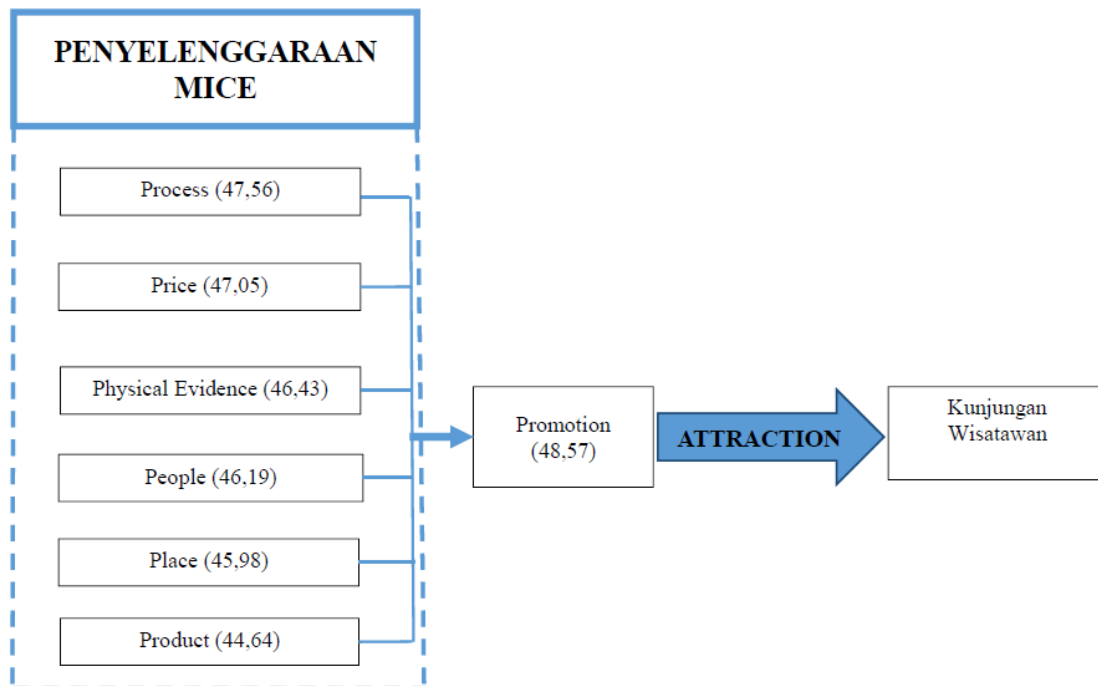 PENYELENGGARAAN
MICE
Process (47,56)
Price (47,05)
Physical Evidence (46,43)
People (46,19)
Place (45,98)
Product (44,64)
Promotion
(48,57)
ATTRACTION
Kunjungan
Wisatawan